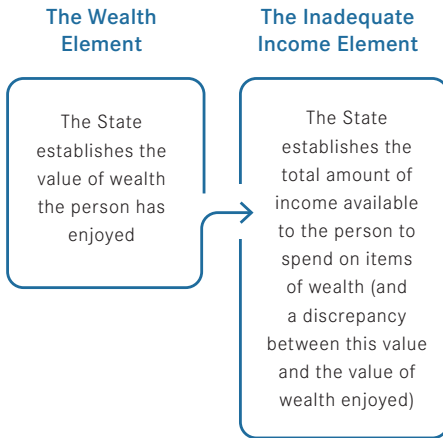 The Wealth
Element
The State
establishes the
value of wealth
the person has
enjoyed
The Inadequate
Income Element
The State
establishes the
total amount of
income available
to the person to
spend on items
of wealth (and
a discrepancy
between this value
and the value of
wealth enjoyed)